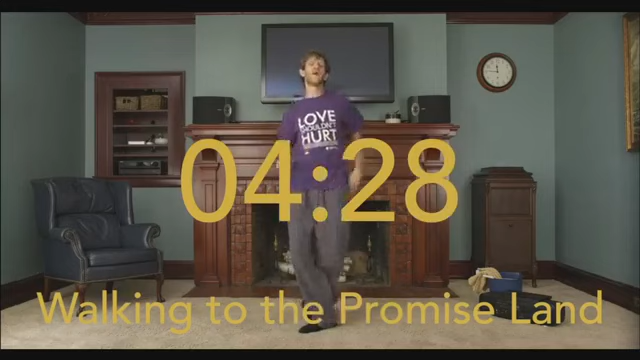 LOVE
SHOULDN'T
HURT
04:28
Walking to the Promise Land